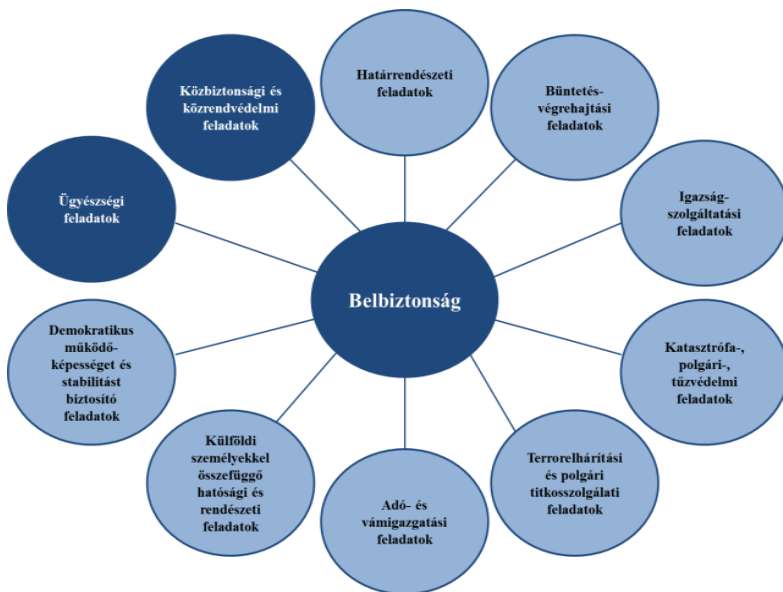 Határrendészeti
feladatok
Büntetés-
végrehajtási
feladatok
Igazság-
szolgáltatási
feladatok
Katasztrófa-,
polgári-,
tűzvédelmi
feladatok
Terrorelhárítási
és polgári
titkosszolgálati
feladatok
Adó- és
vámigazgatási
feladatok
Külföldi
személyekkel
összefüggő
hatósági és
rendészeti
feladatok
Demokratikus
működő-
képességet és
stabilitást
biztosító
feladatok
Ügyészségi
feladatok
Közbiztonsági és
közrendvédelmi
feladatok
Belbiztonság